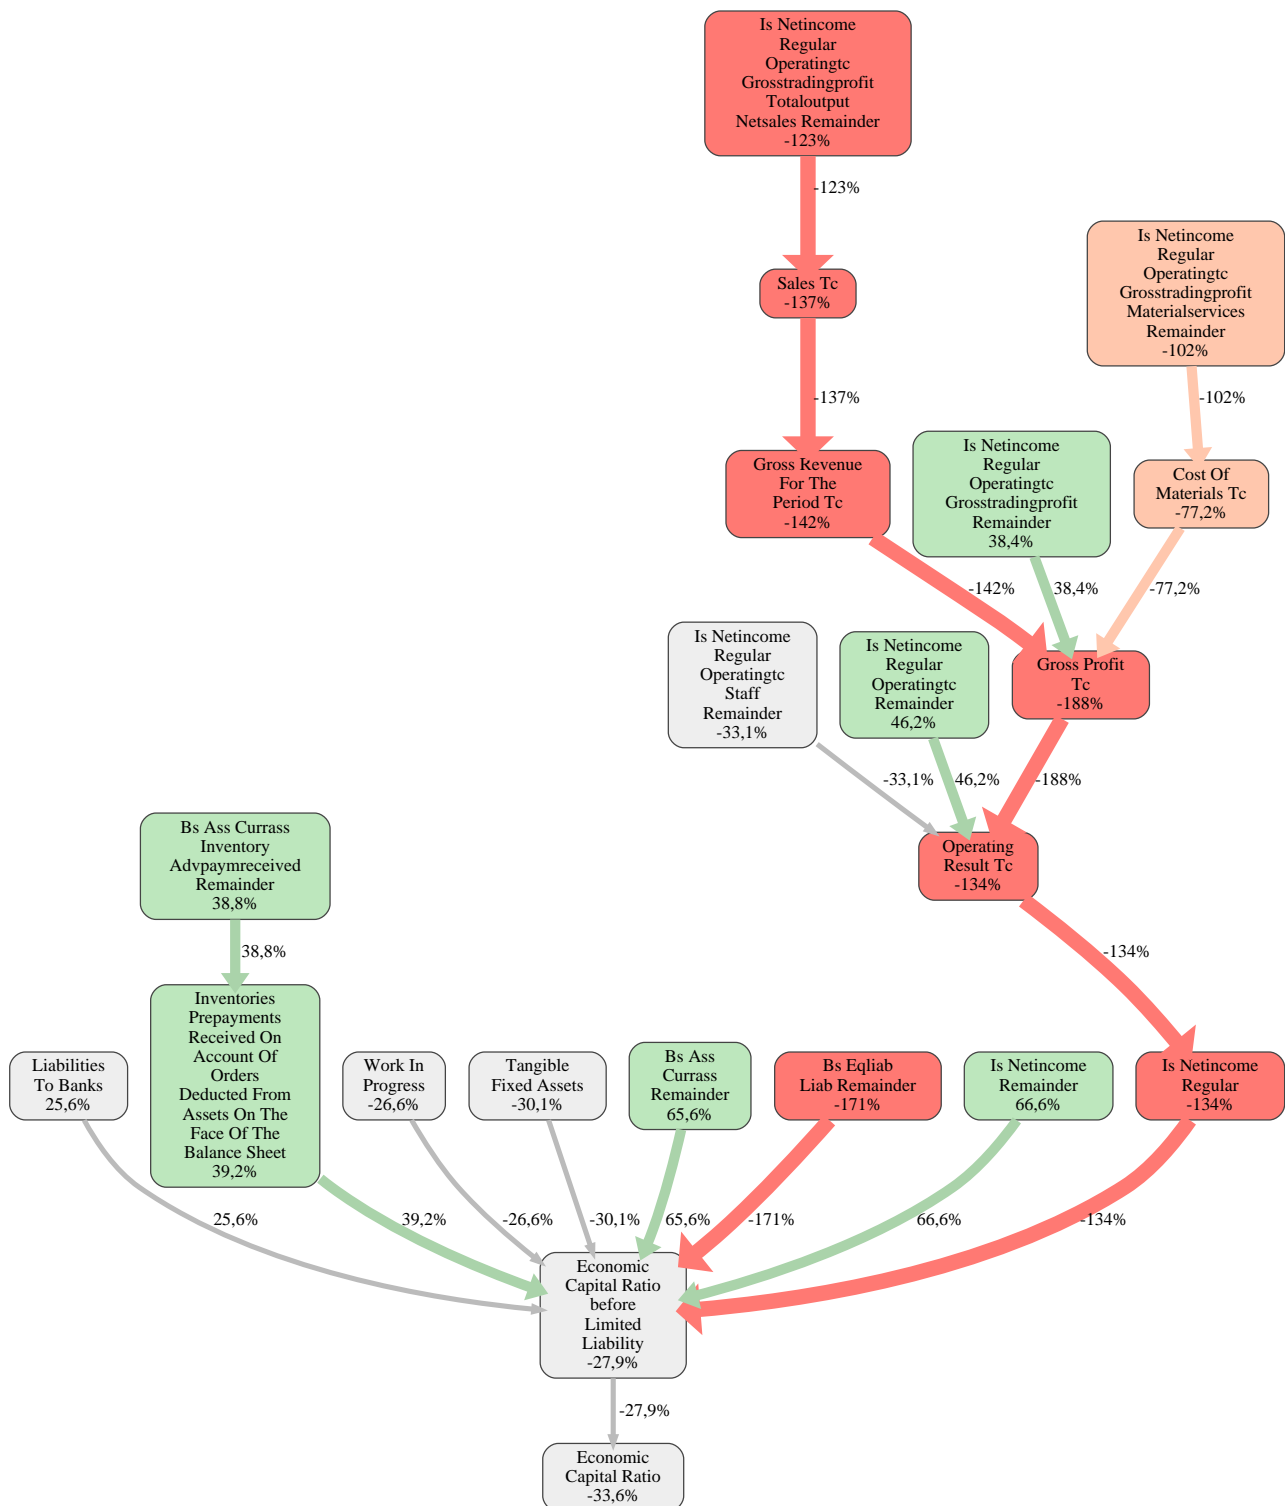 Is Netincome
Regular
Operatingtc
Grosstradingprofit
Totaloutput
Netsales Remainder
-123%
-123%
Is Netincome
Regular
Operatingtc
Grosstradingprofit
Materialservices
Remainder
-102%
Sales Tc
-137%
-137%
-102%
Gross Revenue
For The
Period Tc
-142%
Is Netincome
Regular
Operatingtc
Grosstradingprofit
Remainder
38,4%
Cost Of
Materials Tc
-77,2%
-142%
38,4%
-77,2%
Is Netincome
Regular
Operatingtc
Staff
Remainder
-33,1%
Is Netincome
Regular
Operatingtc
Remainder
46,2%
Gross Profit
Tc
-188%
-33,1%
46,2%
-188%
Bs Ass Currass
Inventory
Advpaymreceived
Remainder
38,8%
Operating
Result Tc
-134%
38,8%
-134%
Liabilities
To Banks
25,6%
Inventories
Prepayments
Received On
Account Of
Orders
Deducted From
Assets On The
Face Of The
Balance Sheet
39,2%
Work In
Progress
-26,6%
Tangible
Fixed Assets
-30,1%
Bs Ass
Currass
Remainder
65,6%
Bs Eqliab
Liab Remainder
-171%
Is Netincome
Remainder
66,6%
Is Netincome
Regular
-134%
25,6%
39,2%
-26,6%
-30,1%
65,6%
-171%
66,6%
-134%
Economic
Capital Ratio
before
Limited
Liability
-27,9%
-27,9%
Economic
Capital Ratio
-33,6%